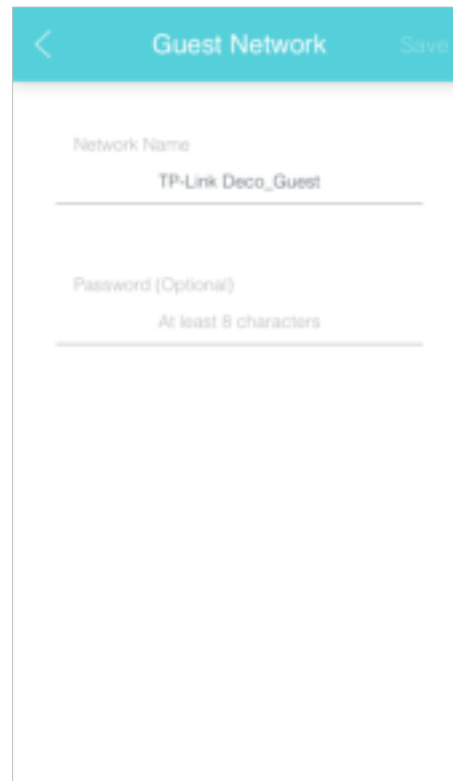 Guest Network
Save
Network Name
TP-Link Deco_Guest
Password (Optional)
At least 8 characters